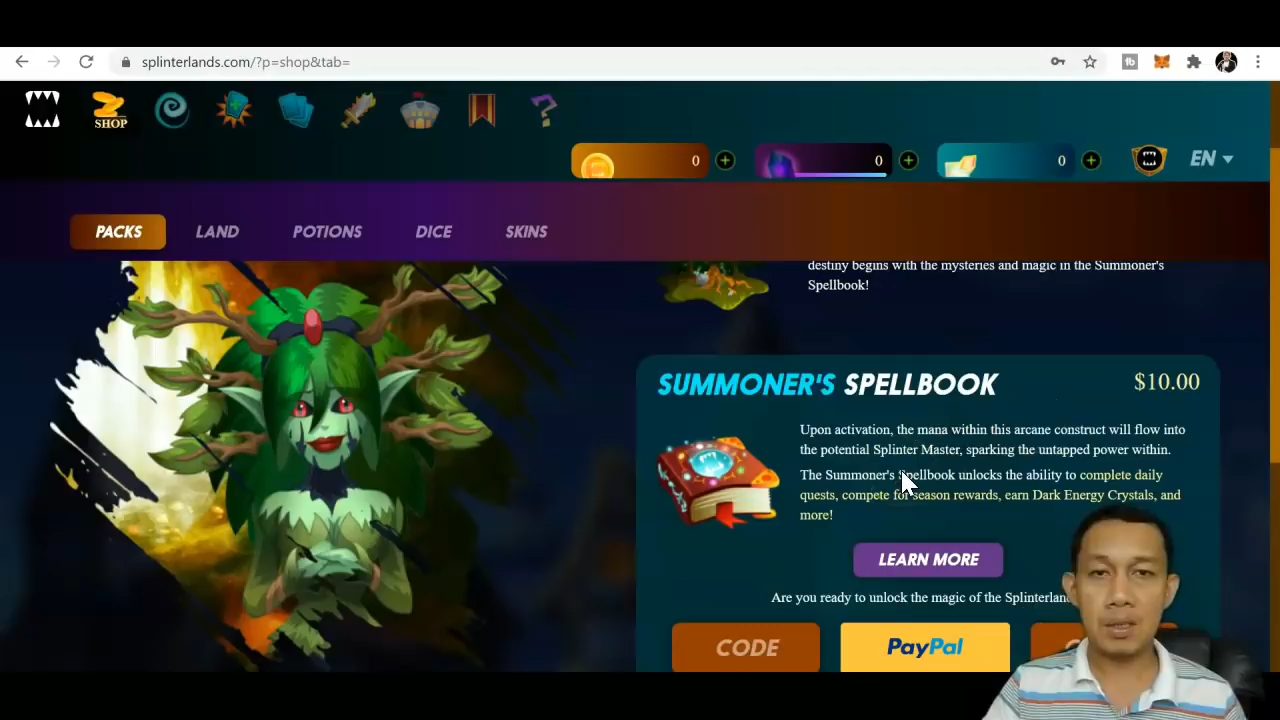 splinterlands.com/?p=shop&tab=
SHOP
0
0
0
EN
PACKS
LAND
POTIONS
DICE
SKINS
destiny begins with the mysteries and magic in the Summoner's
Spellbook!
SUMMONER'S SPELLBOOK
$10.00
Upon activation, the mana within this arcane construct will flow into
the potential Splinter Master, sparking the untapped power within.
The Summoner's Spellbook unlocks the ability to complete daily
quests, compete for season rewards, earn Dark Energy Crystals, and
more!
LEARN MORE
Are you ready to unlock the magic of the
CODE
PayPal